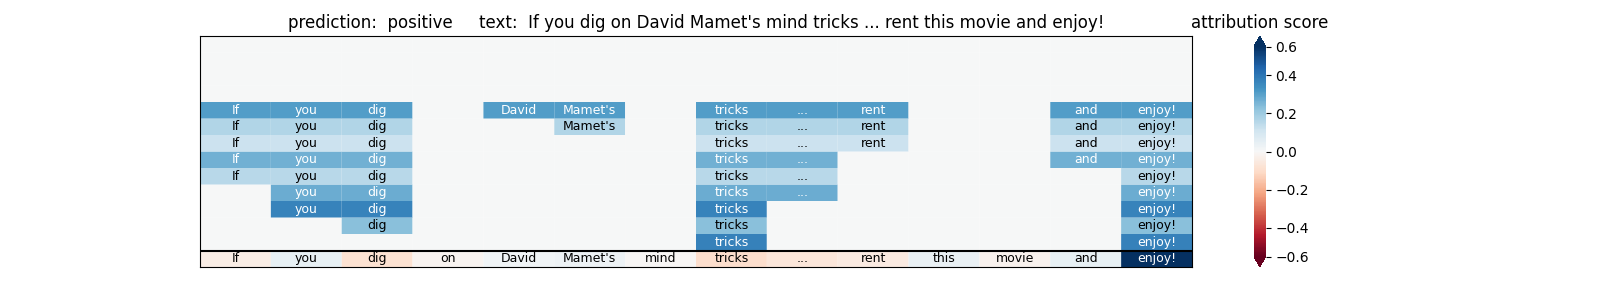 prediction:  positive     text:  If you dig on David Mamet's mind tricks ... rent this movie and enjoy!
attribution score
If you dig David Mamet's tricks ... rent and enjoy!
If you dig Mamet's tricks ... rent and enjoy!
If you dig tricks ... rent and enjoy!
If you dig tricks ... and enjoy!
If you dig tricks ... enjoy!
you dig tricks ... enjoy!
you dig tricks enjoy!
dig tricks enjoy!
tricks enjoy!
If you dig on David Mamet's mind tricks ... rent this movie and enjoy!
0.6
0.4
0.2
0.0
−0.2
−0.4
−0.6